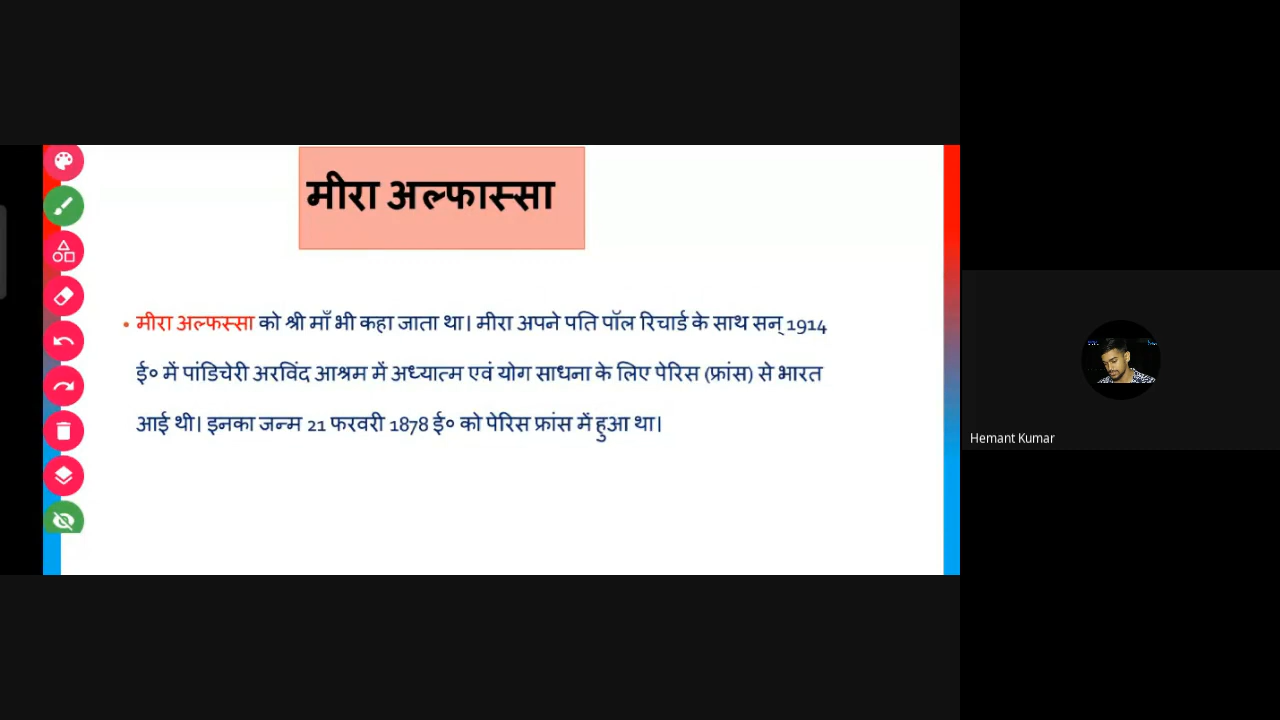 मीरा अल्फास्सा
• मीरा अल्फस्सा को श्री माँ भी कहा जाता था। मीरा अपने पति पॉल रिचार्ड के साथ सन् 1914
ई० में पांडिचेरी अरविंद आश्रम में अध्यात्म एवं योग साधना के लिए पेरिस (फ्रांस) से भारत
आई थी। इनका जन्म 21 फरवरी 1878 ई० को पेरिस फ्रांस में हुआ था।
Hemant Kumar